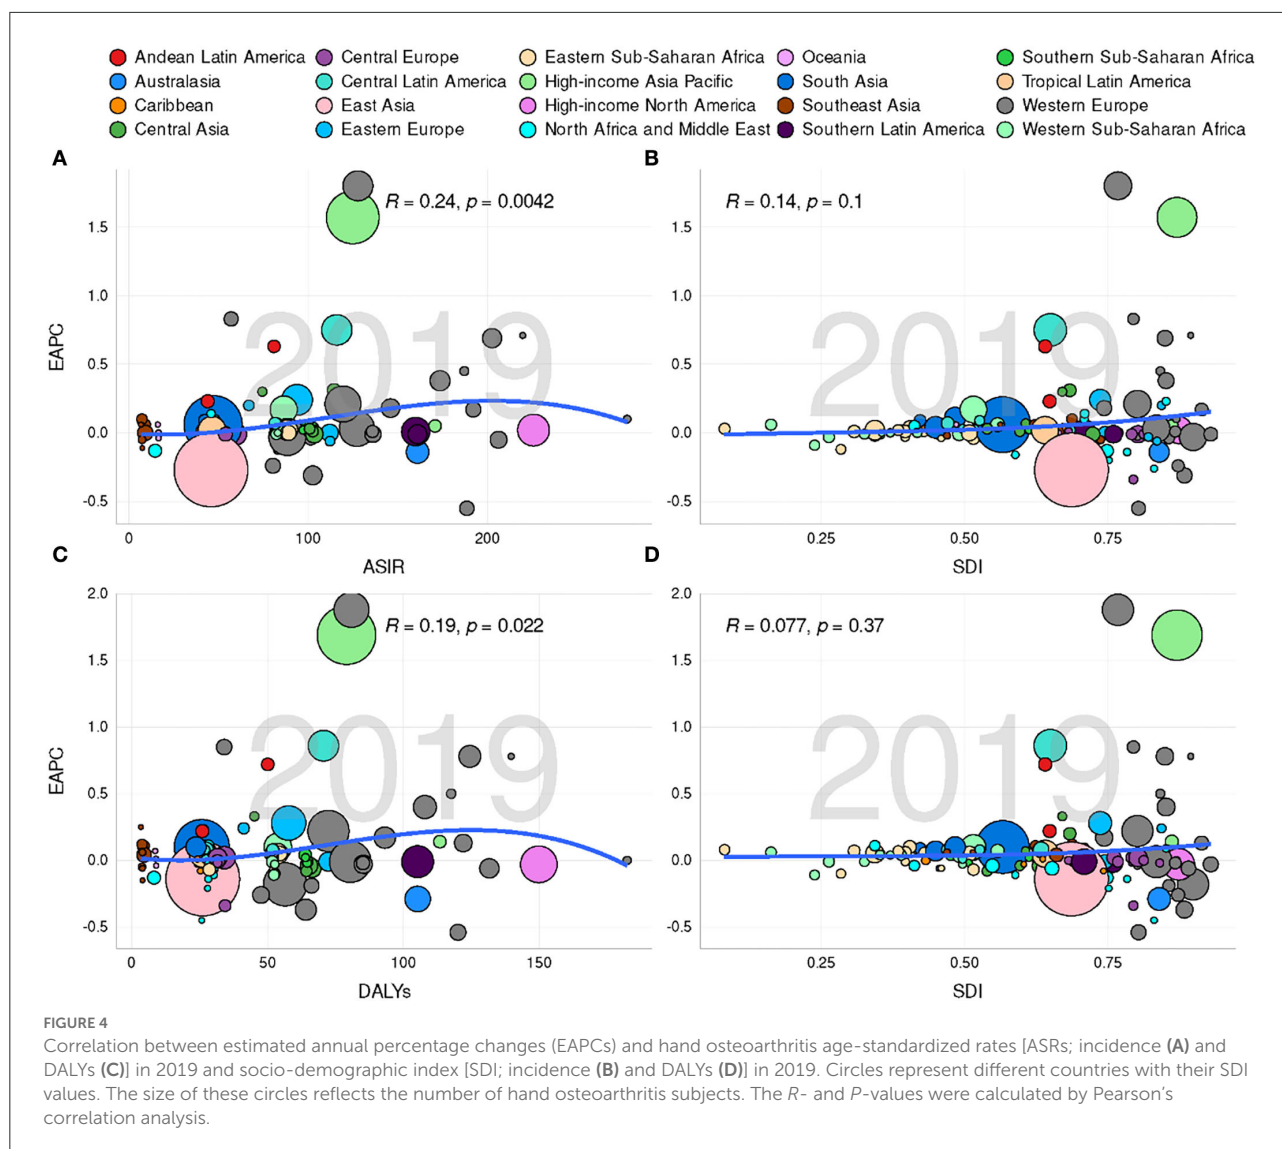 Andean Latin America Central Europe Eastern Sub-Saharan Africa Oceania Southern Sub-Saharan Africa
Australasia Central Latin America High-income Asia Pacific South Asia Tropical Latin America
Caribbean East Asia High-income North America Southeast Asia Western Europe
Central Asia Eastern Europe North Africa and Middle East Southern Latin America Western Sub-Saharan Africa
A
2019
R = 0.24, p = 0.0042
EAPC
1.5
1.0
0.5
0.0
-0.5
0 100 200
ASIR
B
2019
R = 0.14, p = 0.1
0.25 0.50 0.75
SDI
C
2019
R = 0.19, p = 0.022
EAPC
2.0
1.5
1.0
0.5
0.0
-0.5
0 50 100 150
DALYs
D
2019
R = 0.077, p = 0.37
0.25 0.50 0.75
SDI
FIGURE 4
Correlation between estimated annual percentage changes (EAPCs) and hand osteoarthritis age-standardized rates [ASRs; incidence (A) and
DALYs (C)] in 2019 and socio-demographic index [SDI; incidence (B) and DALYs (D)] in 2019. Circles represent different countries with their SDI
values. The size of these circles reflects the number of hand osteoarthritis subjects. The R- and P-values were calculated by Pearson's
correlation analysis.